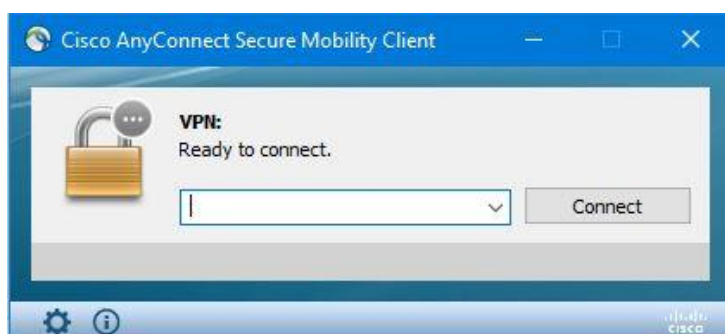 Cisco AnyConnect Secure Mobility Client
VPN:
Ready to connect.
Connect
cisco